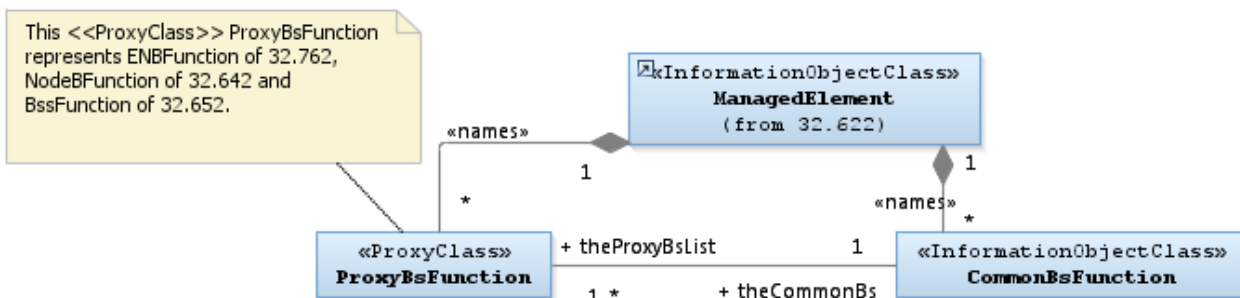 This <<ProxyClass>> ProxyBsFunction
represents ENBFunction of 32.762,
NodeBFunction of 32.642 and
BssFunction of 32.652.
«InformationObjectClass»
ManagedElement
(from 32.622)
«names»
1
*
1
«names»
*
«ProxyClass»
ProxyBsFunction
+ theProxyBsList
1
1..*
+ theCommonBs
«InformationObjectClass»
CommonBsFunction